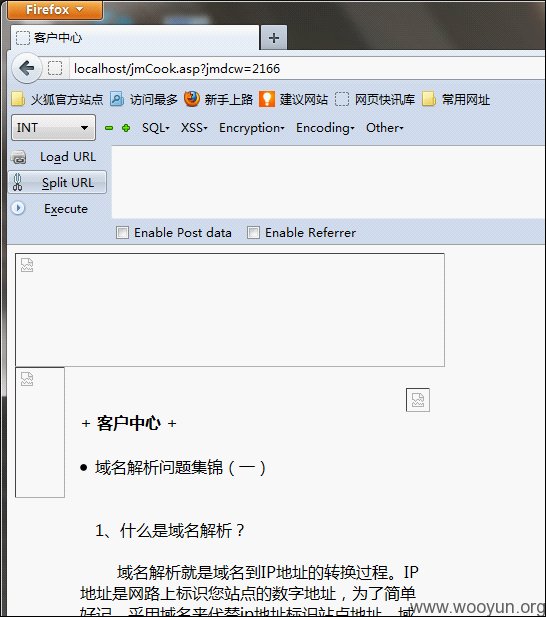 Firefox
客户中心
localhost/jmCook.asp?jmdcw=2166
火狐官方站点 访问最多 新手上路 建议网站 网页快讯库 常用网址
INT SQL XSS Encryption Encoding Other
Load URL
Split URL
Execute
Enable Post data Enable Referrer
+ 客户中心 +
● 域名解析问题集锦（一）
1、什么是域名解析？
域名解析就是域名到IP地址的转换过程。IP
地址是网路上标识您站点的数字地址，为了简单
好记，采用域名来代替ip地址标识站点地址。域
www.wooyun.org